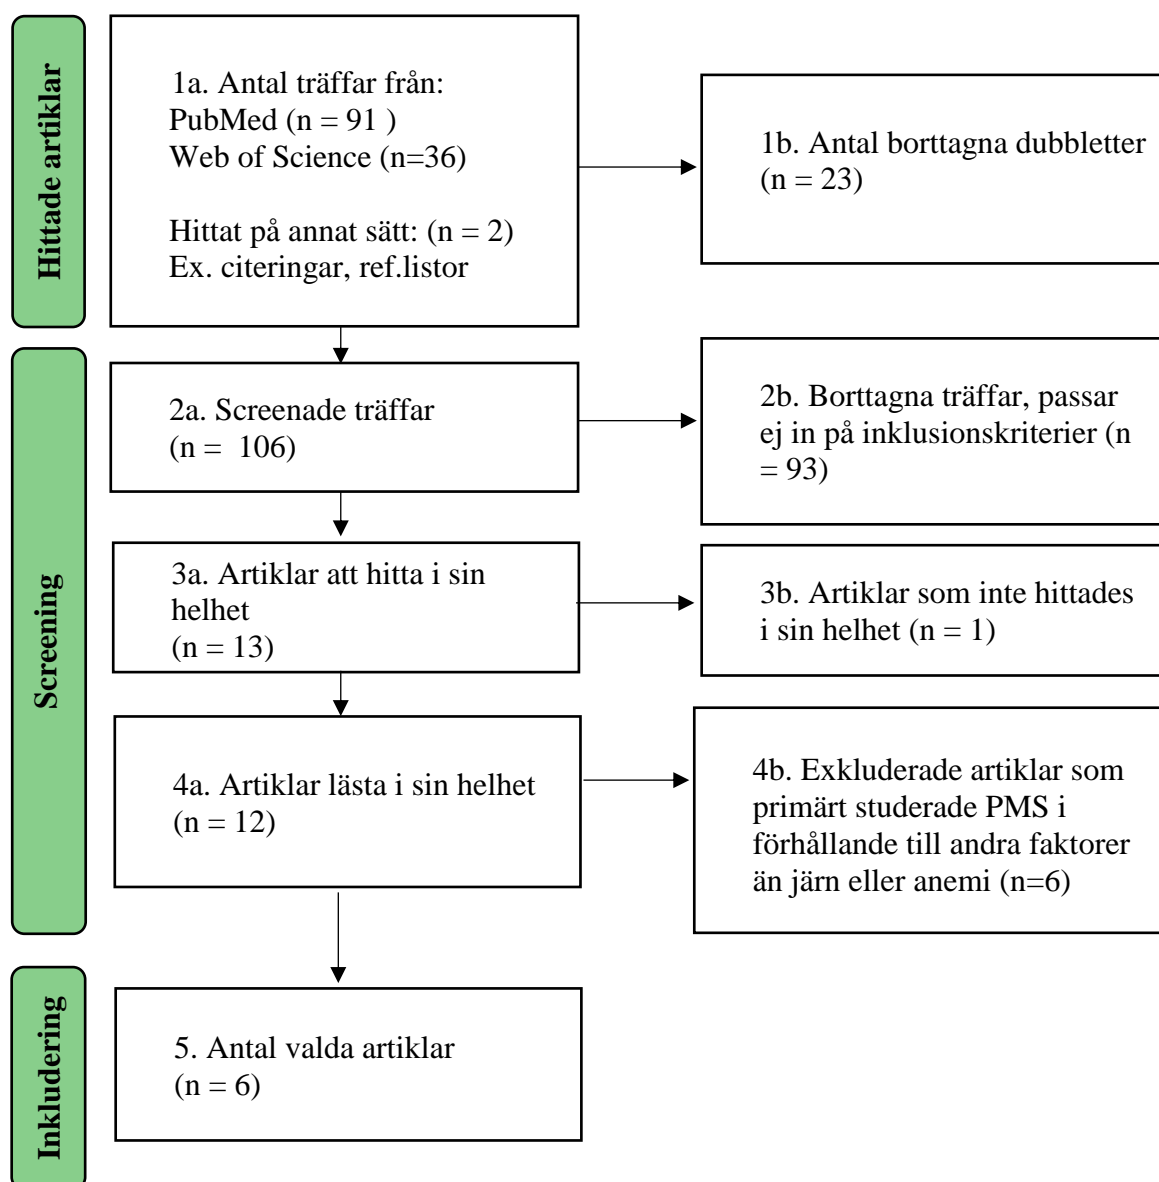 Hittade artiklar
1a. Antal träffar från:
PubMed (n = 91 )
Web of Science (n=36)
Hittat på annat sätt: (n = 2)
Ex. citeringar, ref.listor
1b. Antal borttagna dubbletter
(n = 23)
Screening
2a. Screenade träffar
(n =  106)
2b. Borttagna träffar, passar
ej in på inklusionskriterier (n
= 93)
3a. Artiklar att hitta i sin
helhet
(n = 13)
3b. Artiklar som inte hittades
i sin helhet (n = 1)
4a. Artiklar lästa i sin helhet
(n = 12)
4b. Exkluderade artiklar som
primärt studerade PMS i
förhållande till andra faktorer
än järn eller anemi (n=6)
Inkludering
5. Antal valda artiklar
(n = 6)